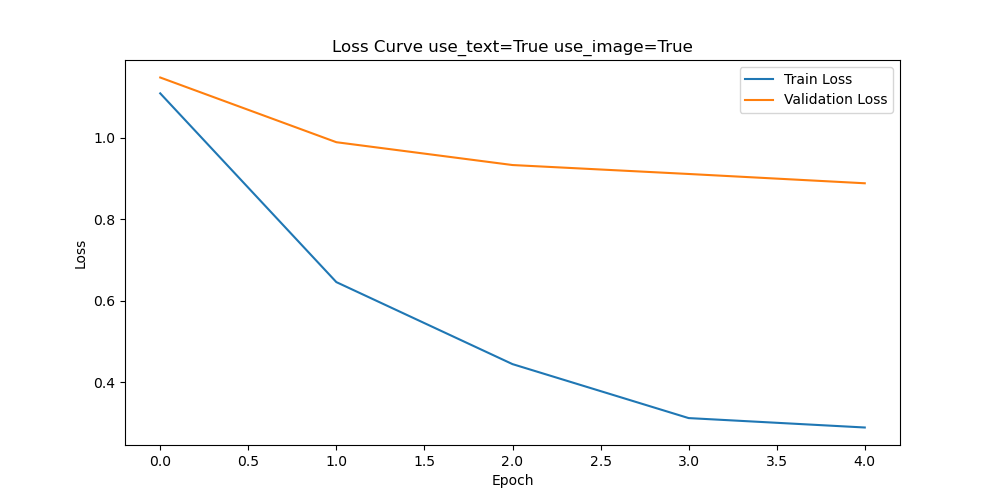 Loss Curve use_text=True use_image=True
Train Loss
Validation Loss
Loss
1.0
0.8
0.6
0.4
0.0 0.5 1.0 1.5 2.0 2.5 3.0 3.5 4.0
Epoch